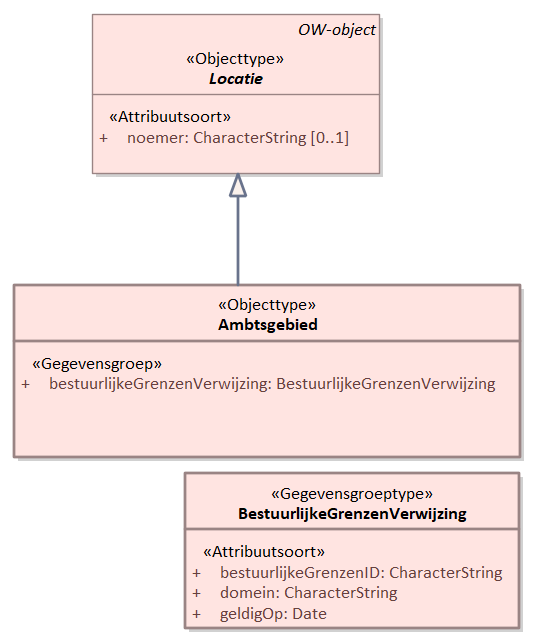 OW-object
«Objecttype»
Locatie
«Attribuutsoort»
+ noemer: CharacterString [0..1]
«Objecttype»
Ambtsgebied
«Gegevensgroep»
+ bestuurlijkeGrenzenVerwijzing: BestuurlijkeGrenzenVerwijzing
«Gegevensgroeptype»
BestuurlijkeGrenzenVerwijzing
«Attribuutsoort»
+ bestuurlijkeGrenzenID: CharacterString
+ domein: CharacterString
+ geldigOp: Date